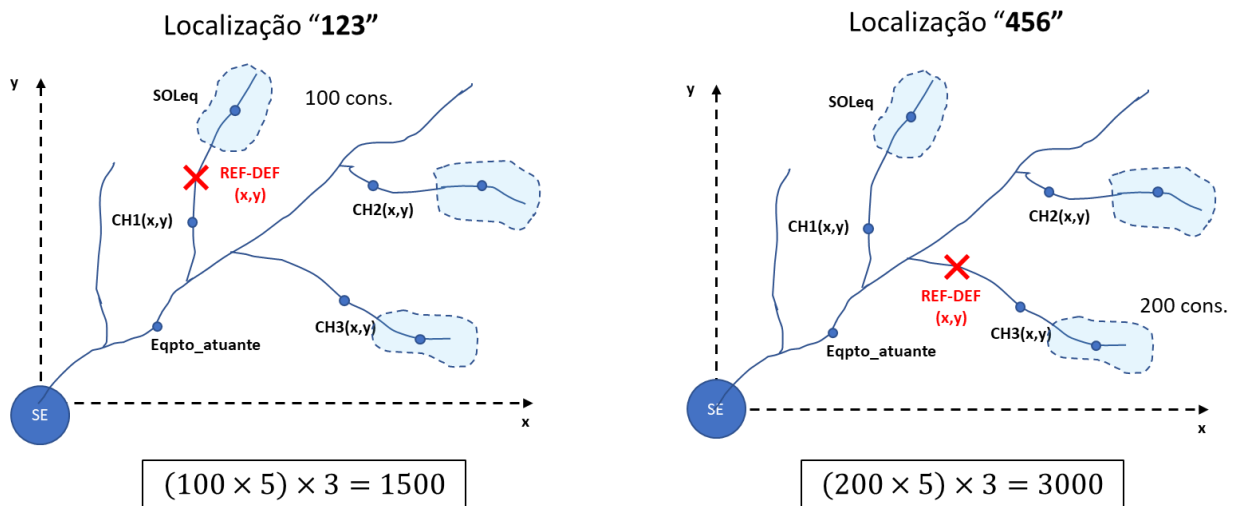 Localização “123”
y
SOLeq
100 cons.
REF-DEF
(x,y)
CH1(x,y)
CH2(x,y)
CH3(x,y)
Eqpto_atuante
SE
x
(100 × 5) × 3 = 1500
Localização “456”
y
SOLeq
CH1(x,y)
CH2(x,y)
REF-DEF
(x,y)
CH3(x,y)
200 cons.
Eqpto_atuante
SE
x
(200 × 5) × 3 = 3000